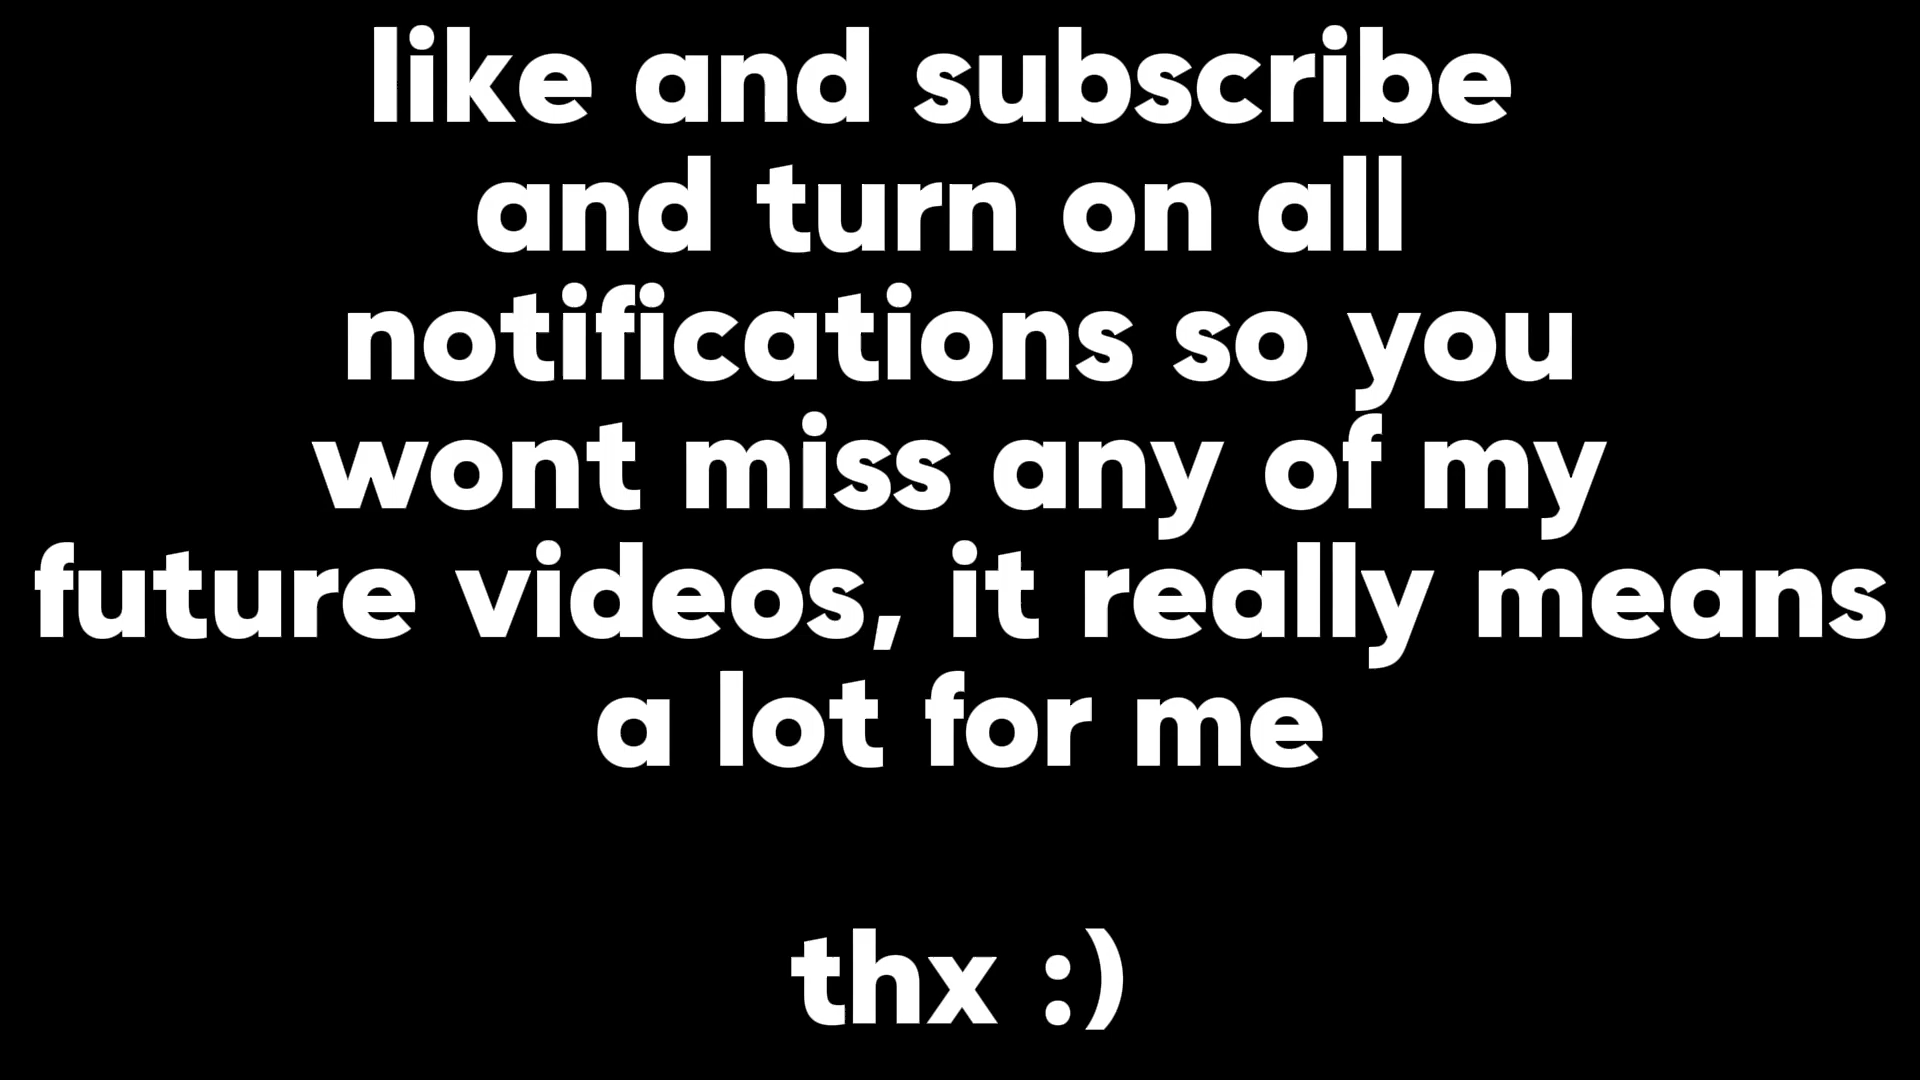 like and subscribe
and turn on all
notifications so you
wont miss any of my
future videos, it really means
a lot for me
thx :)